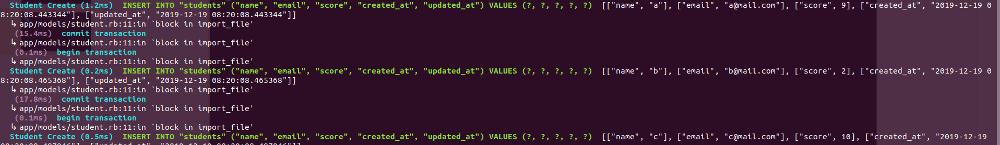 Student Create (1.2ms)  INSERT INTO "students" ("name", "email", "score", "created_at", "updated_at") VALUES (?, ?, ?, ?, ?)  [["name", "a"], ["email", "a@mail.com"], ["score", 9], ["created_at", "2019-12-19 0
8:20:08.443344"], ["updated_at", "2019-12-19 08:20:08.443344"]]
↳ app/models/student.rb:11:in `block in import_file'
(15.4ms)  commit transaction
↳ app/models/student.rb:11:in `block in import_file'
(0.1ms)  begin transaction
↳ app/models/student.rb:11:in `block in import_file'
Student Create (0.2ms)  INSERT INTO "students" ("name", "email", "score", "created_at", "updated_at") VALUES (?, ?, ?, ?, ?)  [["name", "b"], ["email", "b@mail.com"], ["score", 2], ["created_at", "2019-12-19 0
8:20:08.465368"], ["updated_at", "2019-12-19 08:20:08.465368"]]
↳ app/models/student.rb:11:in `block in import_file'
(17.8ms)  commit transaction
↳ app/models/student.rb:11:in `block in import_file'
(0.1ms)  begin transaction
↳ app/models/student.rb:11:in `block in import_file'
Student Create (0.5ms)  INSERT INTO "students" ("name", "email", "score", "created_at", "updated_at") VALUES (?, ?, ?, ?, ?)  [["name", "c"], ["email", "c@mail.com"], ["score", 10], ["created_at", "2019-12-19